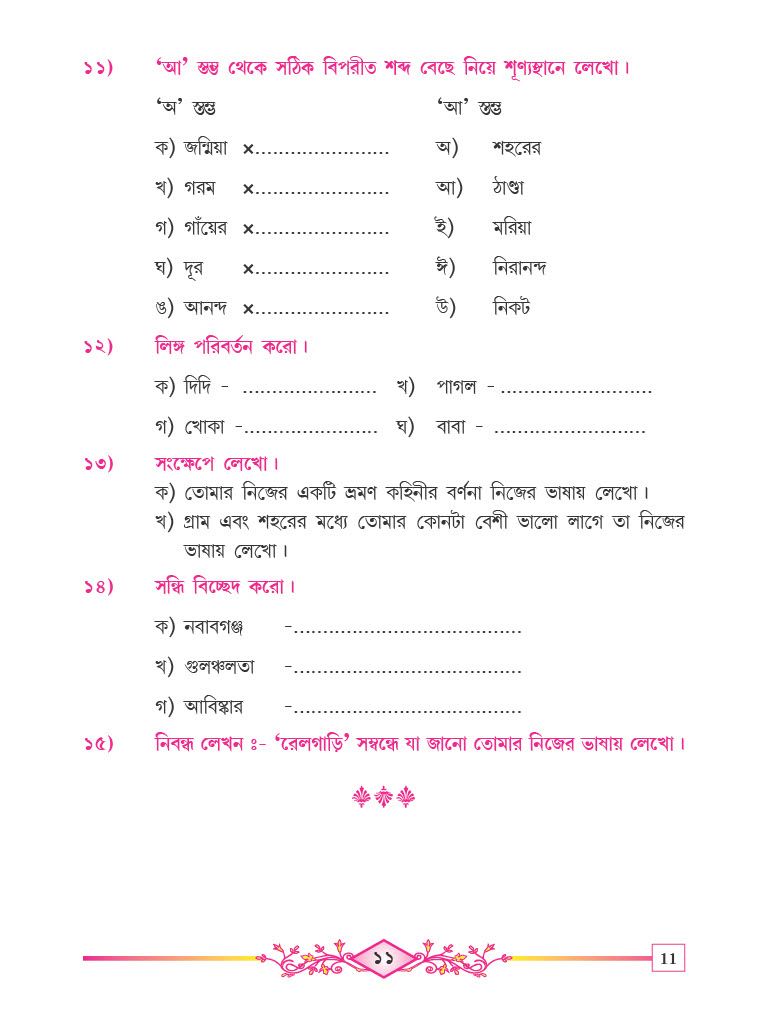 ১১) ‘আ’ স্তম্ভ থেকে সঠিক বিপরীত শব্দ বেছে নিয়ে শূণ্যস্থানে লেখো।
‘অ’ স্তম্ভ ‘আ’ স্তম্ভ
ক) জন্মিয়া ×....................... অ) শহরের
খ) গরম ×....................... আ) ঠাণ্ডা
গ) গাঁয়ের ×....................... ই) মরিয়া
ঘ) দূর ×....................... ঈ) নিরানন্দ
ঙ) আনন্দ ×....................... উ) নিকট
১২) লিঙ্গ পরিবর্তন করো।
ক) দিদি - ....................... খ) পাগল - ..........................
গ) খোকা -....................... ঘ) বাবা - ..........................
১৩) সংক্ষেপে লেখো।
ক) তোমার নিজের একটি ভ্রমণ কহিনীর বর্ণনা নিজের ভাষায় লেখো।
খ) গ্রাম এবং শহরের মধ্যে তোমার কোনটা বেশী ভালো লাগে তা নিজের
ভাষায় লেখো।
১৪) সন্ধি বিচ্ছেদ করো।
ক) নবাবগঞ্জ -.......................................
খ) গুলঞ্চলতা -.......................................
গ) আবিষ্কার -.......................................
১৫) নিবন্ধ লেখন ঃ- ‘রেলগাড়ি’ সম্বন্ধে যা জানো তোমার নিজের ভাষায় লেখো।
১১ 11